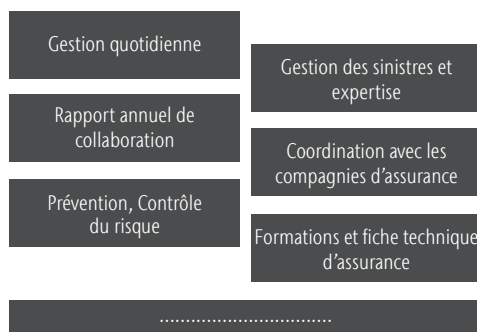 Gestion quotidienne
Rapport annuel de
collaboration
Prévention, Contrôle
du risque
Gestion des sinistres et
expertise
Coordination avec les
compagnies d'assurance
Formations et fiche technique
d'assurance
.................................